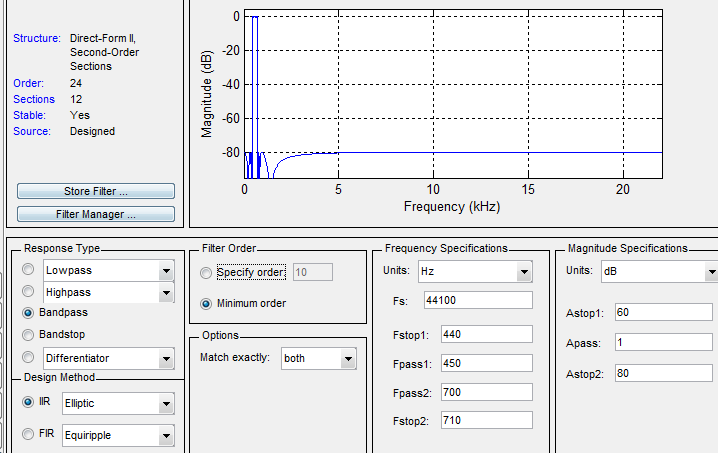 Structure: Direct-Form II,
Second-Order
Sections
Order: 24
Sections 12
Stable: Yes
Source: Designed
Store Filter ...
Filter Manager ...
Magnitude (dB)
0
-20
-40
-60
-80
0 5 10 15 20
Frequency (kHz)
Response Type
Lowpass
Highpass
Bandpass
Bandstop
Differentiator
Design Method
IIR Elliptic
FIR Equiripple
Filter Order
Specify order: 10
Minimum order
Options
Match exactly: both
Frequency Specifications
Units: Hz
Fs: 44100
Fstop1: 440
Fpass1: 450
Fpass2: 700
Fstop2: 710
Magnitude Specifications
Units: dB
Astop1: 60
Apass: 1
Astop2: 80